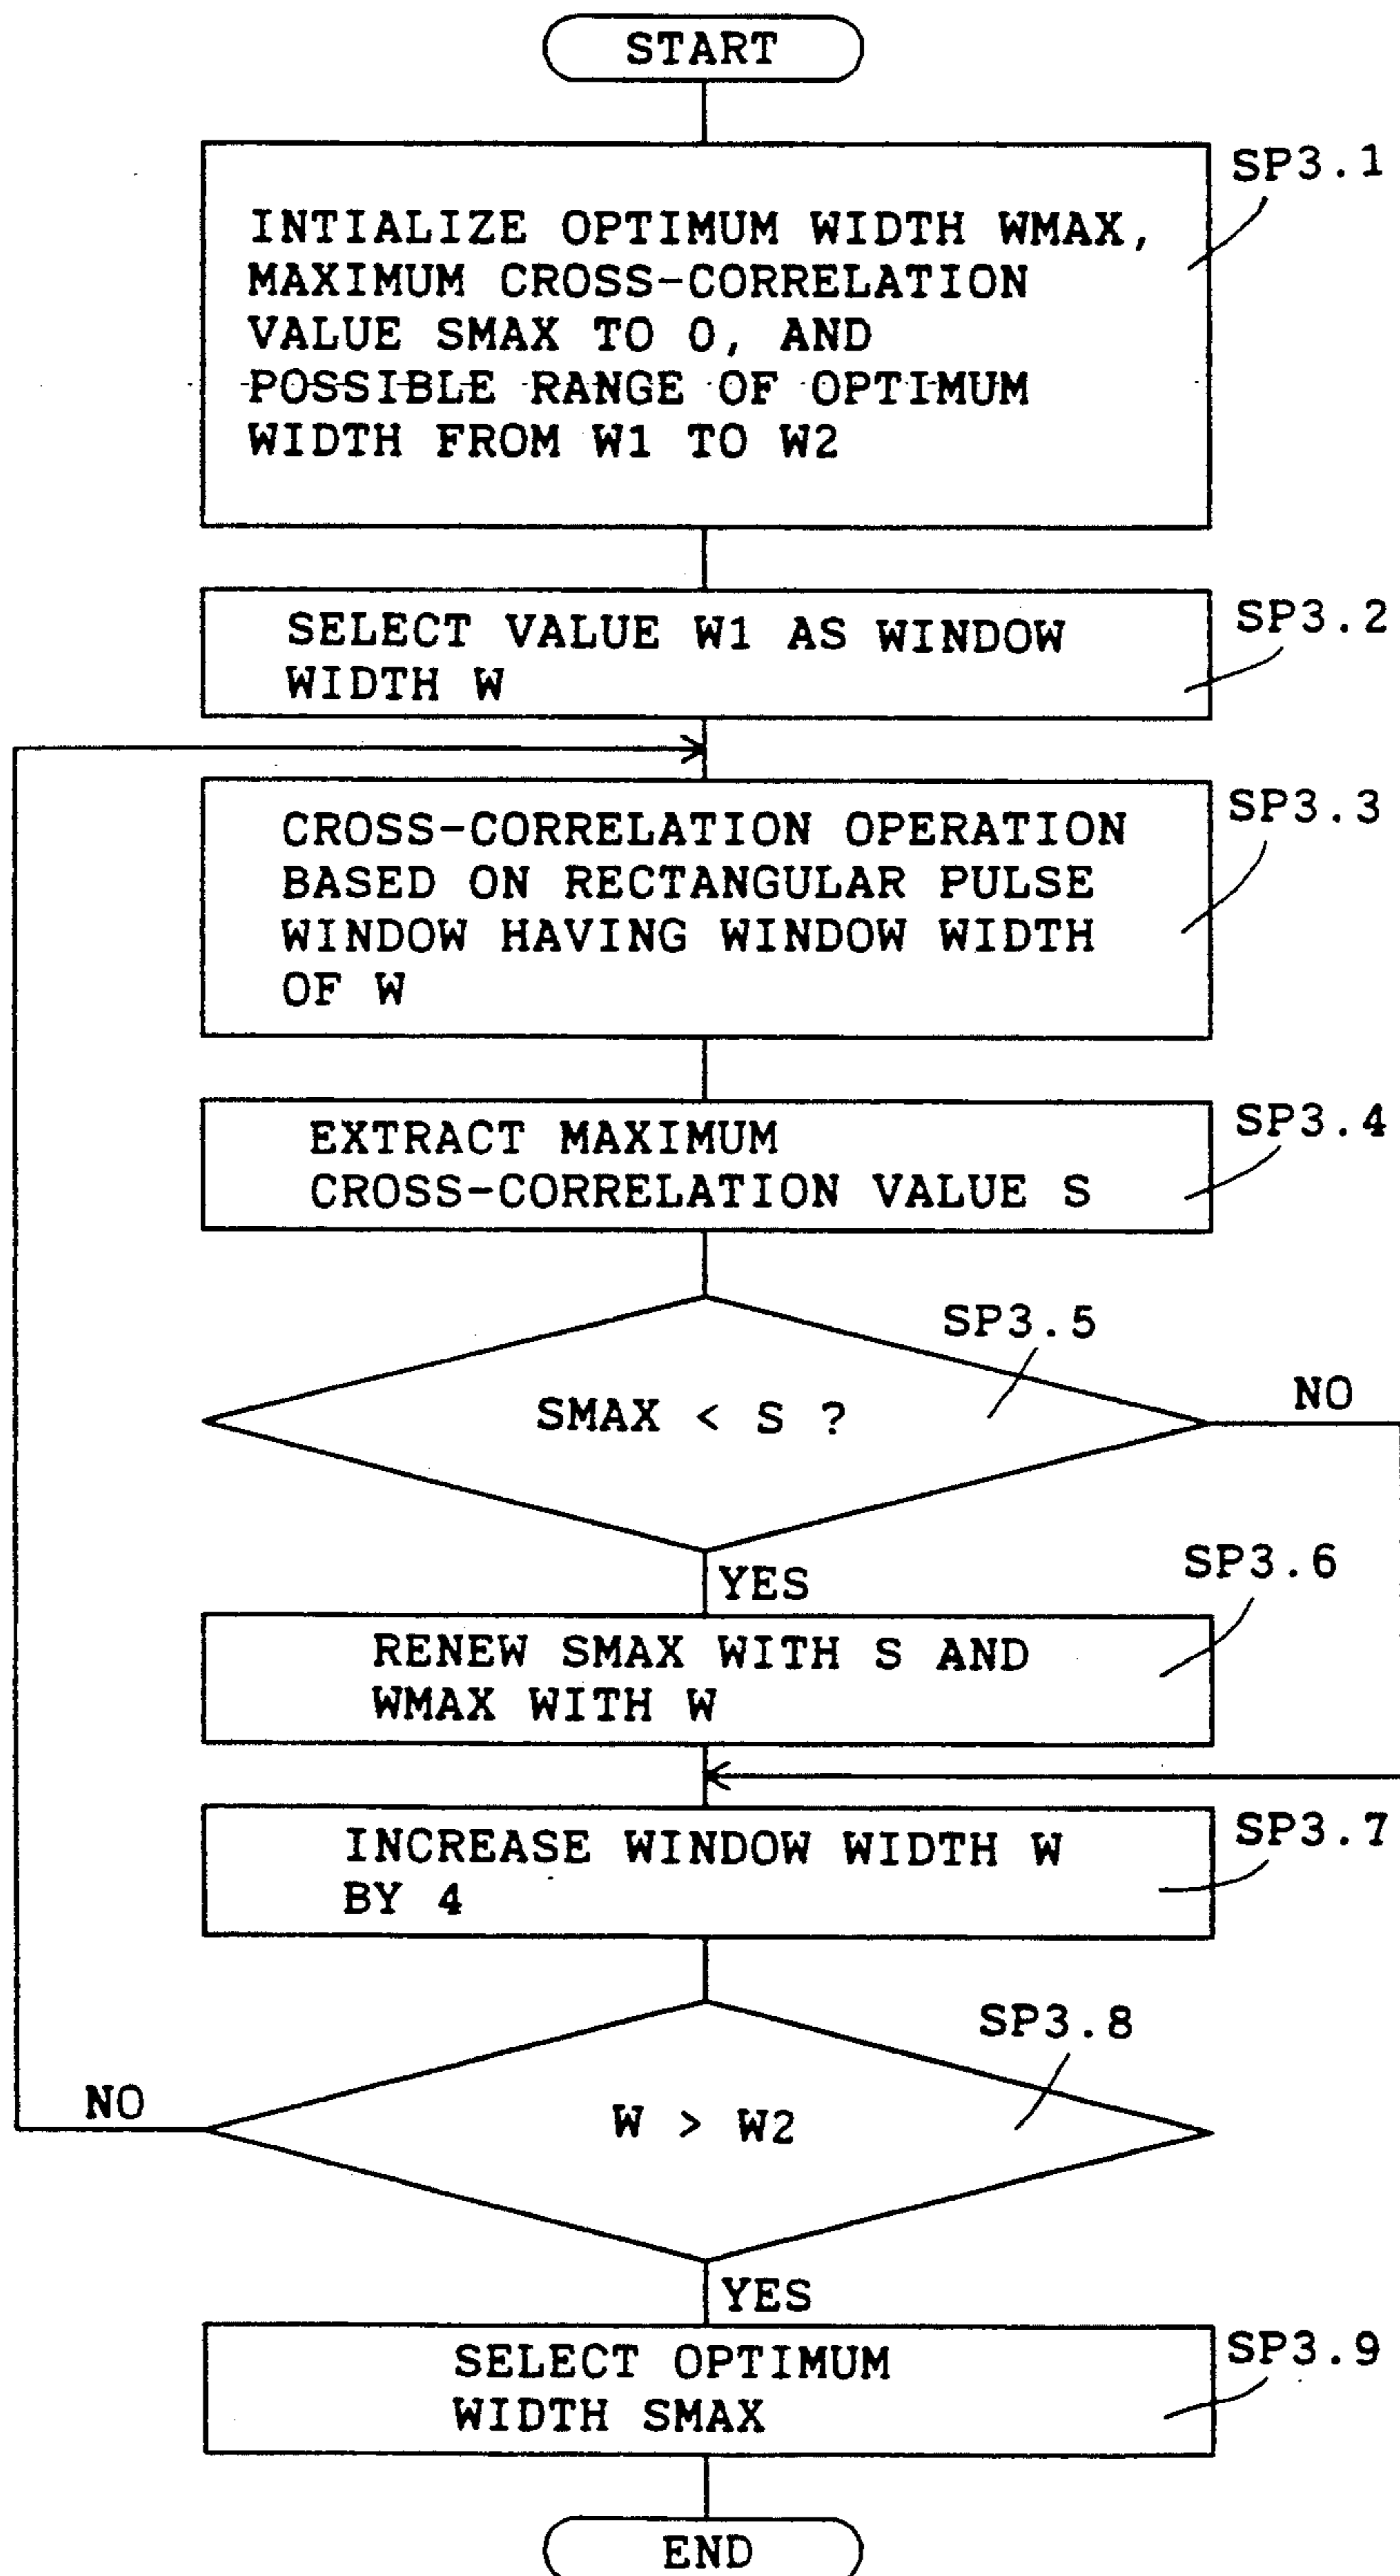 START
SP3.1
INTIALIZE OPTIMUM WIDTH WMAX,
MAXIMUM CROSS-CORRELATION
VALUE SMAX TO 0, AND
POSSIBLE RANGE OF OPTIMUM
WIDTH FROM W1 TO W2
SP3.2
SELECT VALUE W1 AS WINDOW
WIDTH W
SP3.3
CROSS-CORRELATION OPERATION
BASED ON RECTANGULAR PULSE
WINDOW HAVING WINDOW WIDTH
OF W
SP3.4
EXTRACT MAXIMUM
CROSS-CORRELATION VALUE S
SP3.5
SMAX < S ?
NO
YES
SP3.6
RENEW SMAX WITH S AND
WMAX WITH W
SP3.7
INCREASE WINDOW WIDTH W
BY 4
SP3.8
W > W2
NO
YES
SP3.9
SELECT OPTIMUM
WIDTH SMAX
END